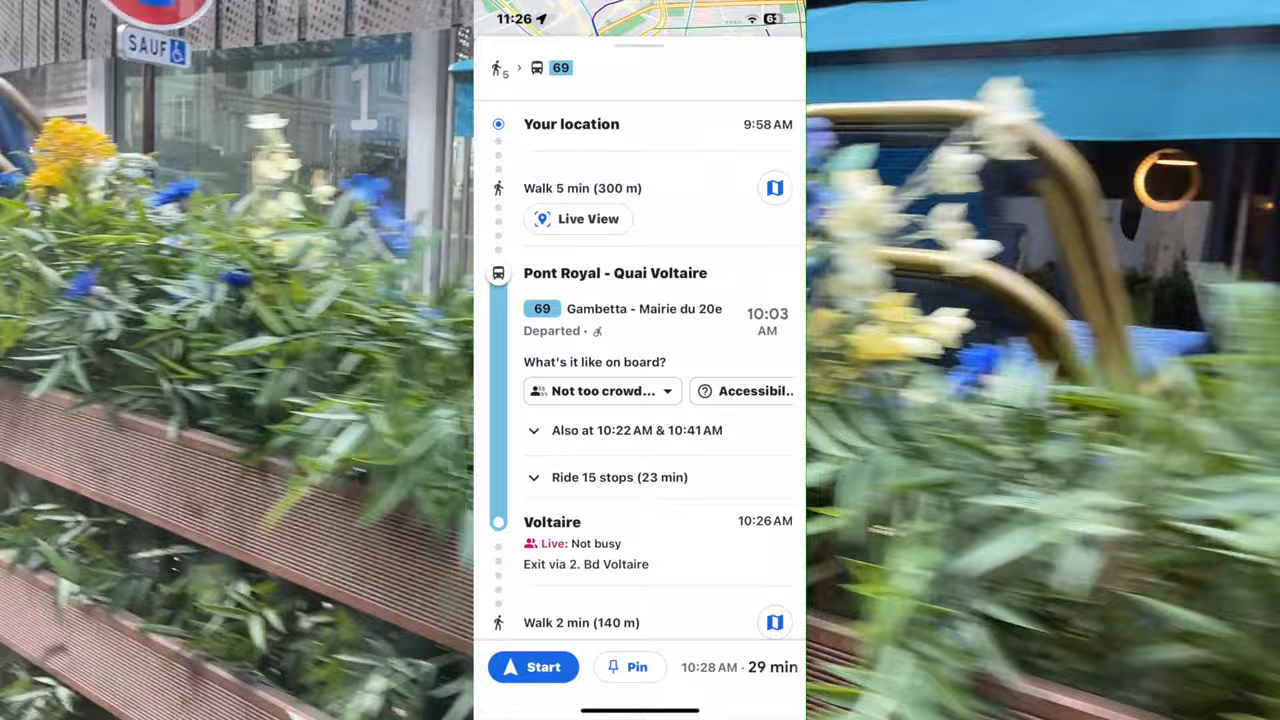 SAUF
1
11:26
63
5
69
Your location
9:58 AM
Walk 5 min (300 m)
Live View
Pont Royal - Quai Voltaire
69 Gambetta - Mairie du 20e
10:03 AM
Departed ·
What's it like on board?
Not too crowd...
Accessibil..
Also at 10:22 AM & 10:41 AM
Ride 15 stops (23 min)
Voltaire
10:26 AM
Live: Not busy
Exit via 2. Bd Voltaire
Walk 2 min (140 m)
Start
Pin
10:28 AM · 29 min